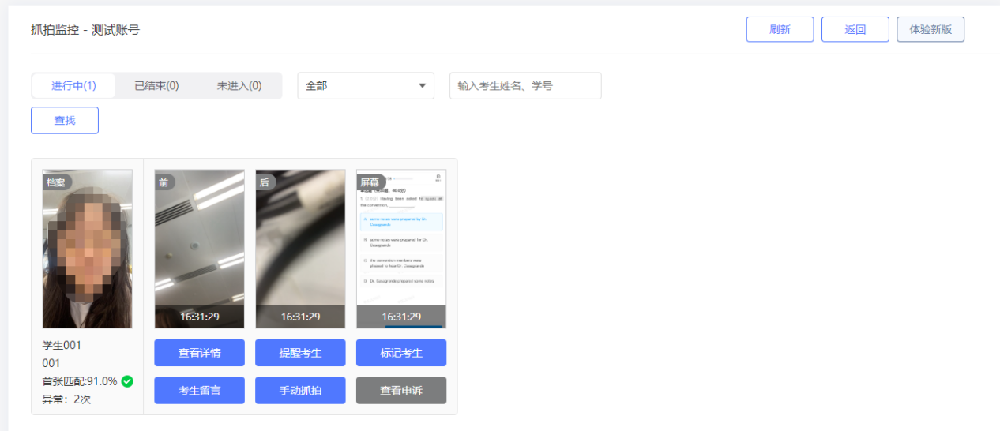 抓拍监控 - 测试账号
刷新
返回
体验新版
进行中(1)
已结束(0)
未进入(0)
全部
输入考生姓名、学号
查找
档案
前
后
屏幕
Having been asked
the convention,
A some notes were prepared by Dr.
Casagrande
B some notes were prepared for Dr.
Casagrande
C the convention members were
pleased to hear Dr. Casagrande
D Dr. Casagrande prepared some notes
16:31:29
16:31:29
16:31:29
学生001
001
首张匹配:91.0%
异常：2次
查看详情
提醒考生
标记考生
考生留言
手动抓拍
查看申诉